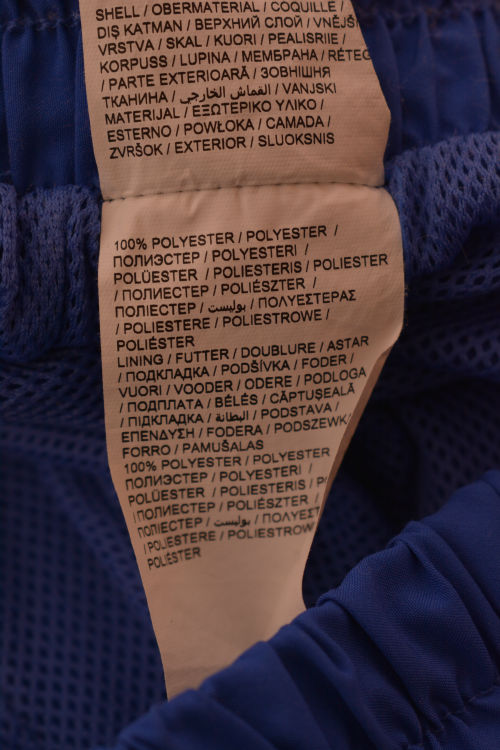 SHELL / OBERMATERIAL / COQUILLE /
DIŞ KATMAN / ВЕРХНИЙ СЛОЙ / VNĚJŠÍ
VRSTVA / SKAL / KUORI / PEALISRIIE /
KORPUSS / LUPINA / МЕМБРАНА / RÉTEG
/ PARTE EXTERIOARĂ / ЗОВНІШНЯ
ТКАНИНА / القماش الخارجي / VANJSKI
MATERIJAL / ΕΞΩΤΕΡΙΚΟ ΥΛΙΚΟ /
ESTERNO / POWŁOKA / CAMADA /
ZVRŠOK / EXTERIOR / SLUOKSNIS
100% POLYESTER / POLYESTER /
ПОЛИЭСТЕР / POLYESTERI /
POLÜESTER / POLIESTERIS / POLIESTER
/ ПОЛИЕСТЕР / POLIÉSZTER /
ПОЛІЕСТЕР / بوليستر / ΠΟΛΥΕΣΤΕΡΑΣ
/ POLIESTERE / POLIESTROWE /
POLIÉSTER
LINING / FUTTER / DOUBLURE / ASTAR
/ ПОДКЛАДКА / PODŠÍVKA / FODER /
VUORI / VOODER / ODERE / PODLOGA
/ ПОДПЛАТА / BÉLÉS / CĂPTUŞEALĂ
/ ПІДКЛАДКА / البطانة / PODSTAVA /
ΕΠΕΝΔΥΣΗ / FODERA / PODSZEWK
FORRO / PAMUŠALAS
100% POLYESTER / POLYESTER
ПОЛИЭСТЕР / POLYESTERI /
POLÜESTER / POLIESTERIS /
/ ПОЛИЕСТЕР / POLIÉSZTER /
ПОЛІЕСТЕР / بوليستر / ΠΟΛΥΕΣΤ
/ POLIESTERE / POLIESTROW
POLIÉSTER